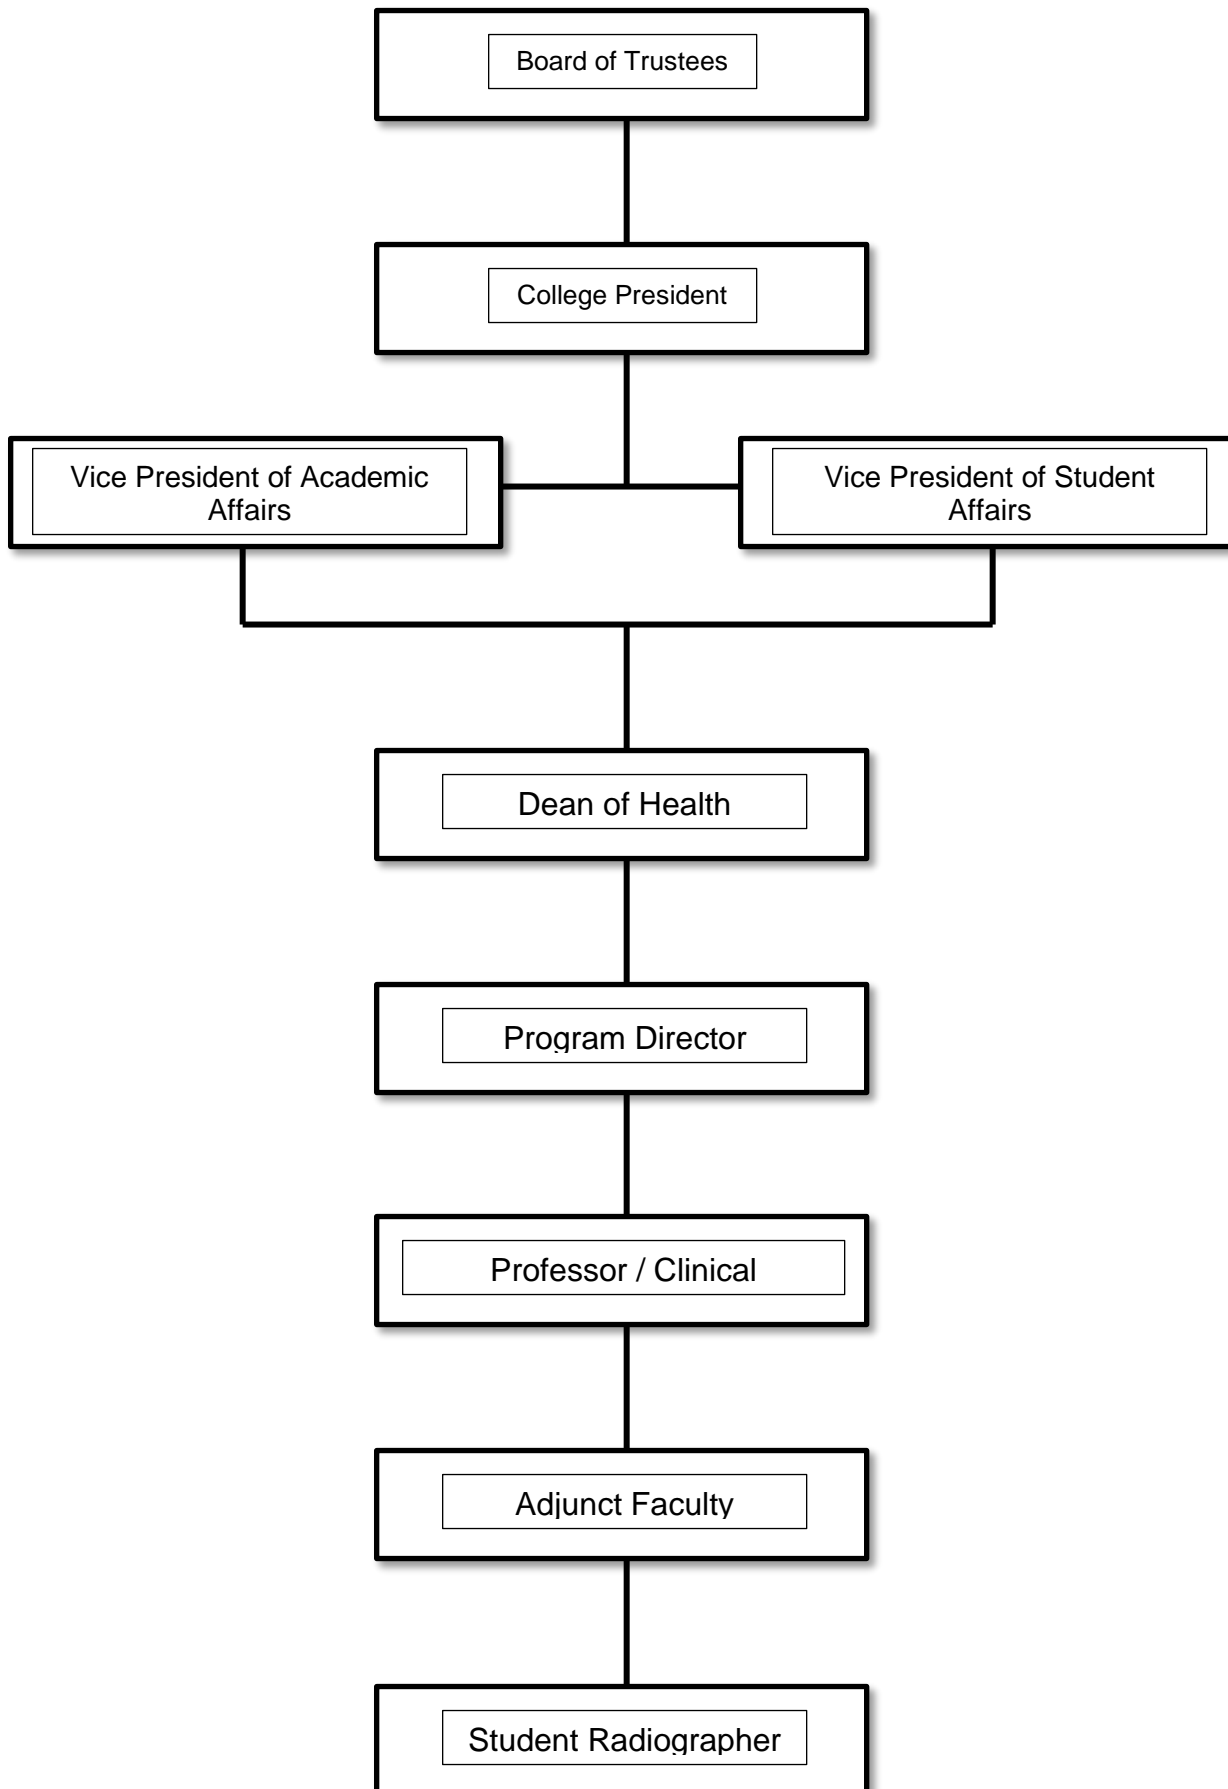 Board of Trustees
College President
Vice President of Academic
Affairs
Vice President of Student
Affairs
Dean of Health
Program Director
Professor / Clinical
Adjunct Faculty
Student Radiographer